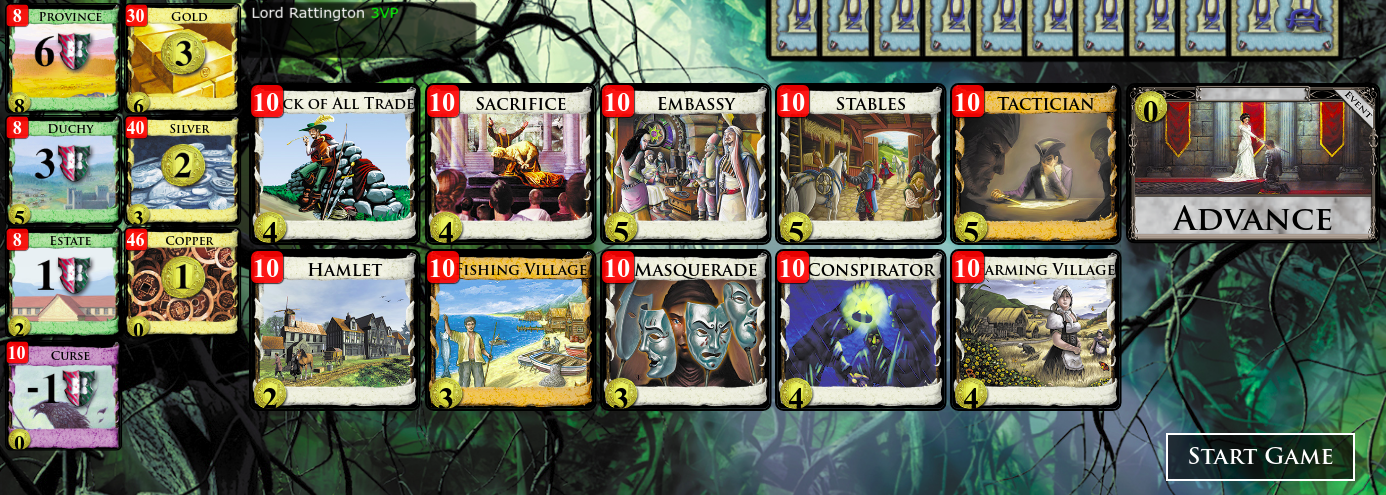 Lord Rattington 3VP
8 PROVINCE
6
8
30 GOLD
3
6
8 DUCHY
3
5
40 SILVER
2
3
8 ESTATE
1
2
46 COPPER
1
0
10 CURSE
-1
0
10 CK OF ALL TRADE
4
10 SACRIFICE
4
10 EMBASSY
5
10 STABLES
5
10 TACTICIAN
5
0
EVENT
ADVANCE
10 HAMLET
2
10 FISHING VILLAGE
3
10 MASQUERADE
3
10 CONSPIRATOR
4
10 ARMING VILLAGE
4
START GAME